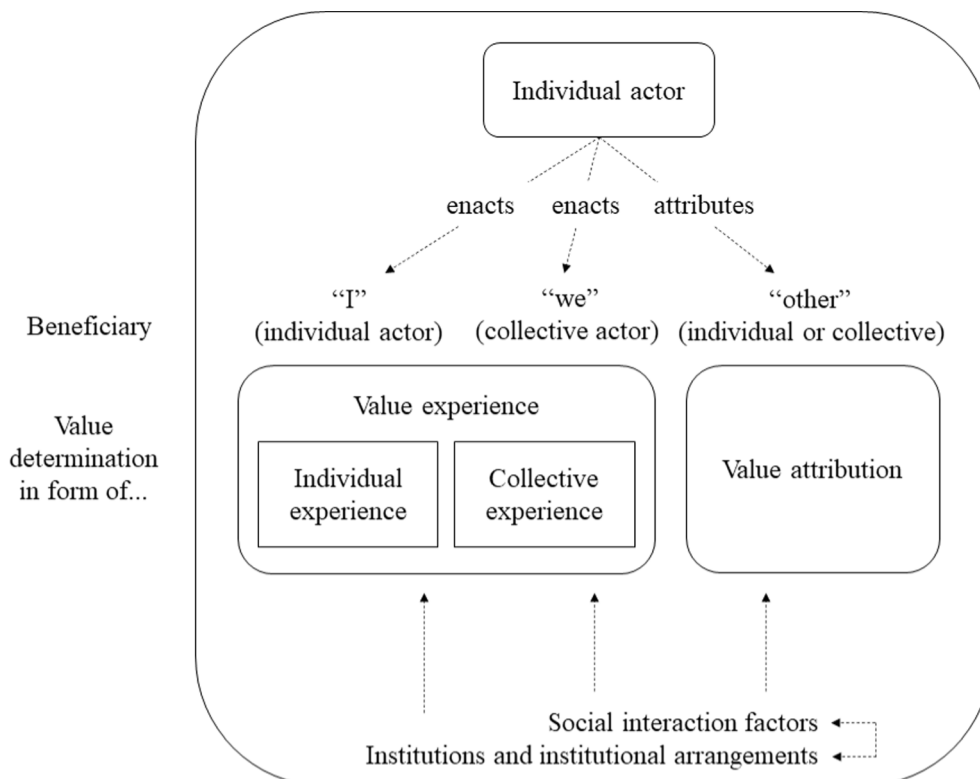 Individual actor
enacts enacts attributes
“I” “we” “other”
Beneficiary (individual actor) (collective actor) (individual or collective)
Value experience
Value
determination
in form of...
Individual
experience
Collective
experience
Value attribution
Social interaction factors
Institutions and institutional arrangements